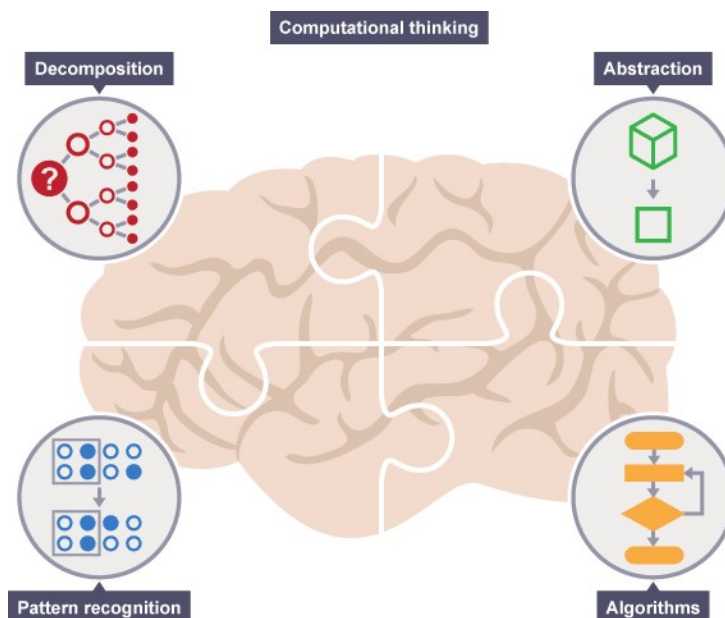 Computational thinking
Decomposition
Abstraction
?
Pattern recognition
Algorithms